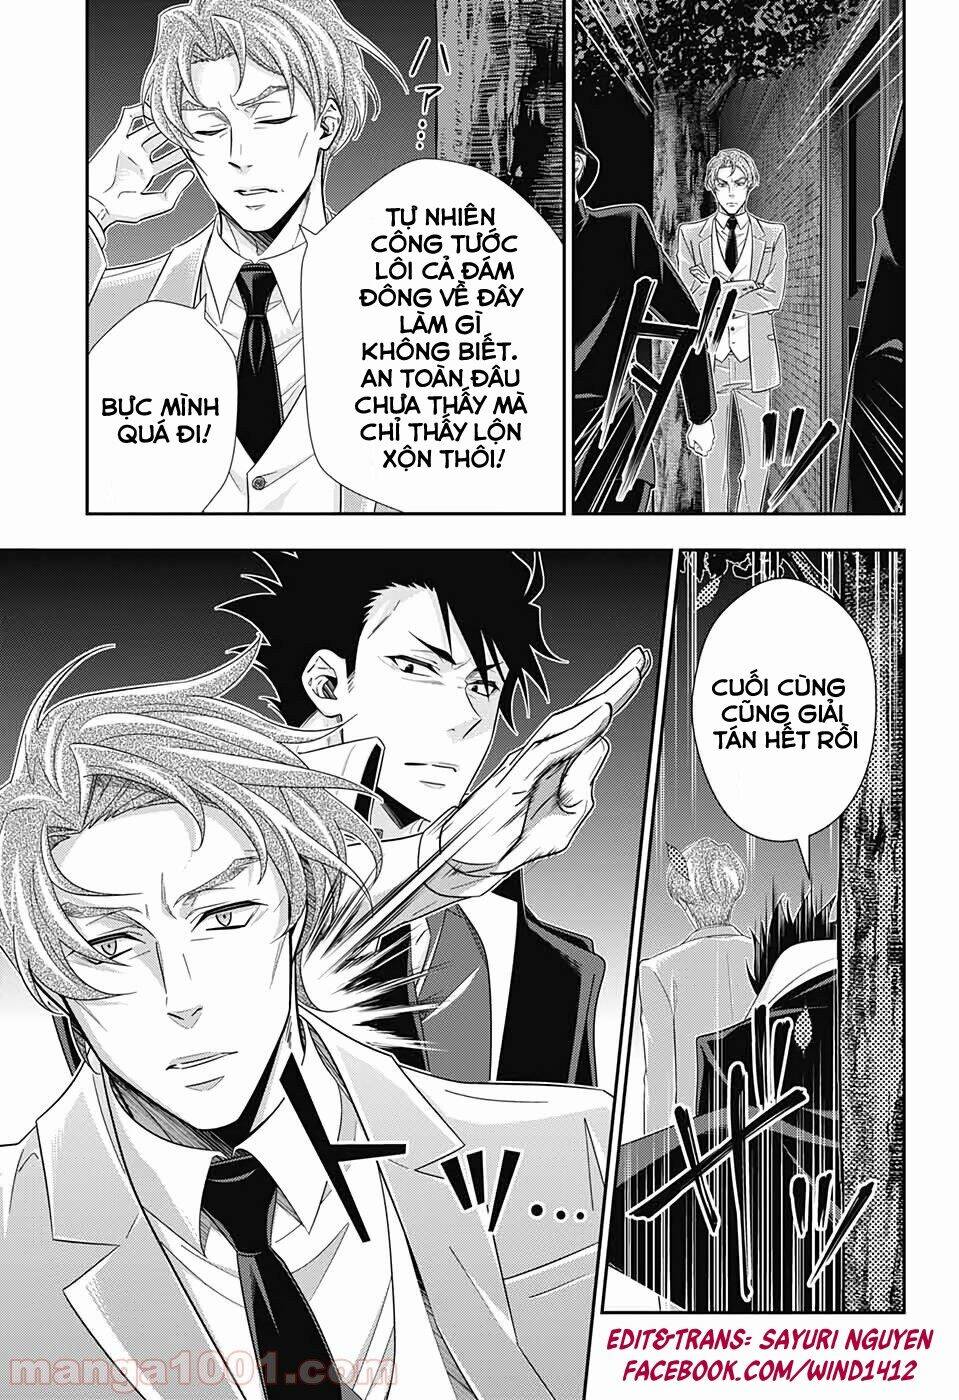 TỰ NHIÊN
CÔNG TƯỚC
LÔI CẢ ĐÁM
ĐÔNG VỀ ĐÂY
LÀM GÌ
KHÔNG BIẾT.
AN TOÀN ĐÂU
CHƯA THẤY MÀ
CHỈ THẤY LỘN
XỘN THÔI!
BỰC MÌNH
QUÁ ĐI!
CUỐI CÙNG
CŨNG GIẢI
TÁN HẾT RỒI
EDIT&TRANS: SAYURI NGUYEN
FACEBOOK.COM/WIND1412
manga1001.com